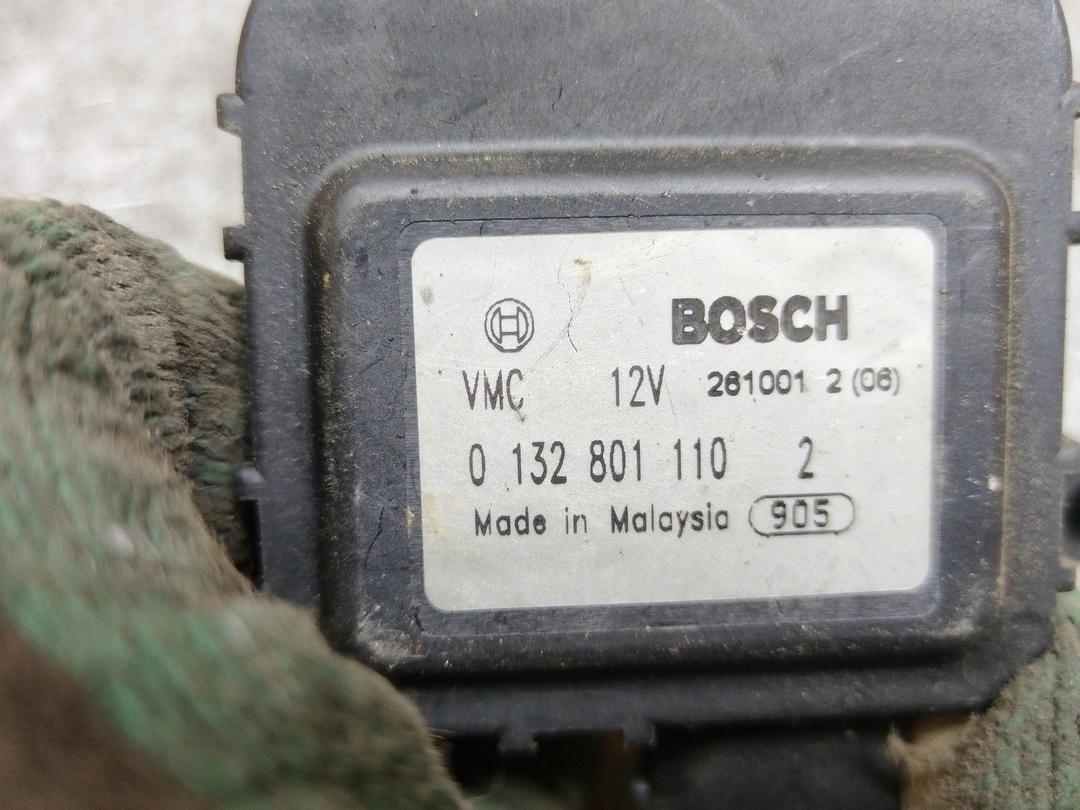 BOSCH
VMC 12V 261001 2 (06)
0 132 801 110 2
Made in Malaysia 905